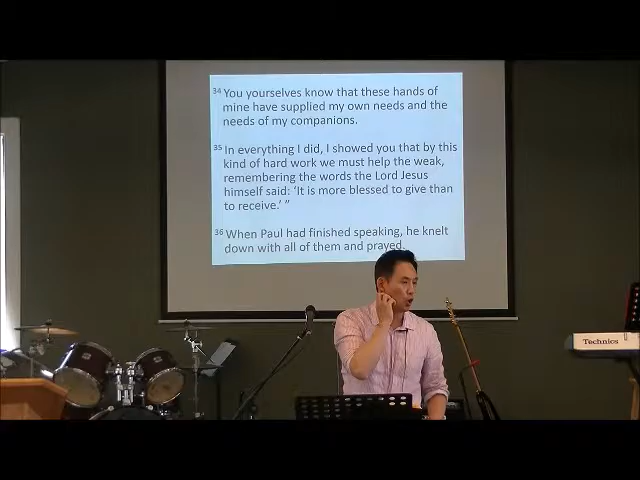 34 You yourselves know that these hands of
mine have supplied my own needs and the
needs of my companions.
35 In everything I did, I showed you that by this
kind of hard work we must help the weak,
remembering the words the Lord Jesus
himself said: ‘It is more blessed to give than
to receive.’ ”
36 When Paul had finished speaking, he knelt
down with all of them and prayed.
Technics